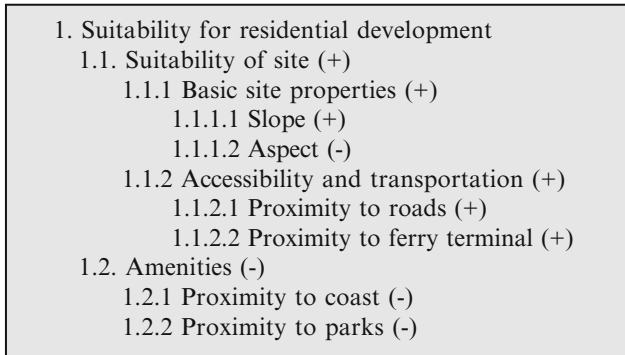 1. Suitability for residential development
1.1. Suitability of site (+)
1.1.1 Basic site properties (+)
1.1.1.1 Slope (+)
1.1.1.2 Aspect (-)
1.1.2 Accessibility and transportation (+)
1.1.2.1 Proximity to roads (+)
1.1.2.2 Proximity to ferry terminal (+)
1.2. Amenities (-)
1.2.1 Proximity to coast (-)
1.2.2 Proximity to parks (-)